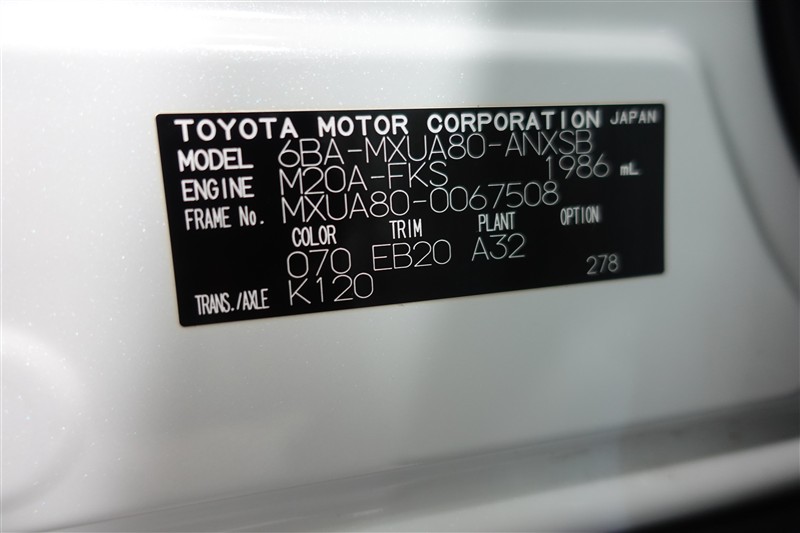 TOYOTA MOTOR CORPORATION JAPAN
MODEL 6BA-MXUA80-ANXSB
ENGINE M20A-FKS 1986 mL
FRAME No. MXUA80-0067508
COLOR TRIM PLANT OPTION
070 EB20 A32
TRANS./AXLE K120 278